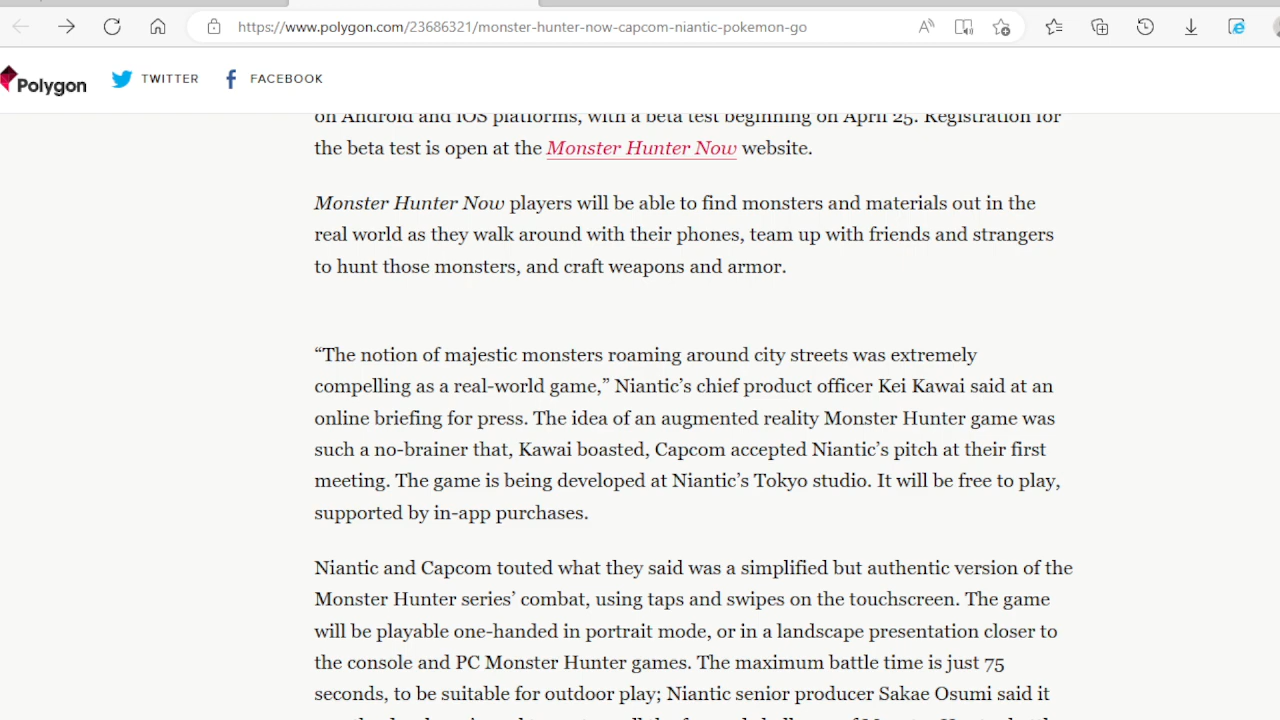 https://www.polygon.com/23686321/monster-hunter-now-capcom-niantic-pokemon-go
Polygon TWITTER FACEBOOK
on Android and iOS platforms, with a beta test beginning on April 25. Registration for
the beta test is open at the Monster Hunter Now website.
Monster Hunter Now players will be able to find monsters and materials out in the
real world as they walk around with their phones, team up with friends and strangers
to hunt those monsters, and craft weapons and armor.
“The notion of majestic monsters roaming around city streets was extremely
compelling as a real-world game,” Niantic’s chief product officer Kei Kawai said at an
online briefing for press. The idea of an augmented reality Monster Hunter game was
such a no-brainer that, Kawai boasted, Capcom accepted Niantic’s pitch at their first
meeting. The game is being developed at Niantic’s Tokyo studio. It will be free to play,
supported by in-app purchases.
Niantic and Capcom touted what they said was a simplified but authentic version of the
Monster Hunter series’ combat, using taps and swipes on the touchscreen. The game
will be playable one-handed in portrait mode, or in a landscape presentation closer to
the console and PC Monster Hunter games. The maximum battle time is just 75
seconds, to be suitable for outdoor play; Niantic senior producer Sakae Osumi said it